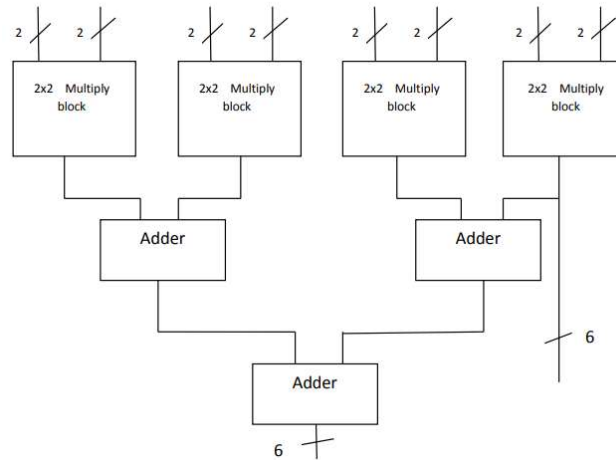 2 2 2 2 2 2 2 2
2x2 Multiply 2x2 Multiply 2x2 Multiply 2x2 Multiply
block block block block
Adder Adder
6
Adder
6